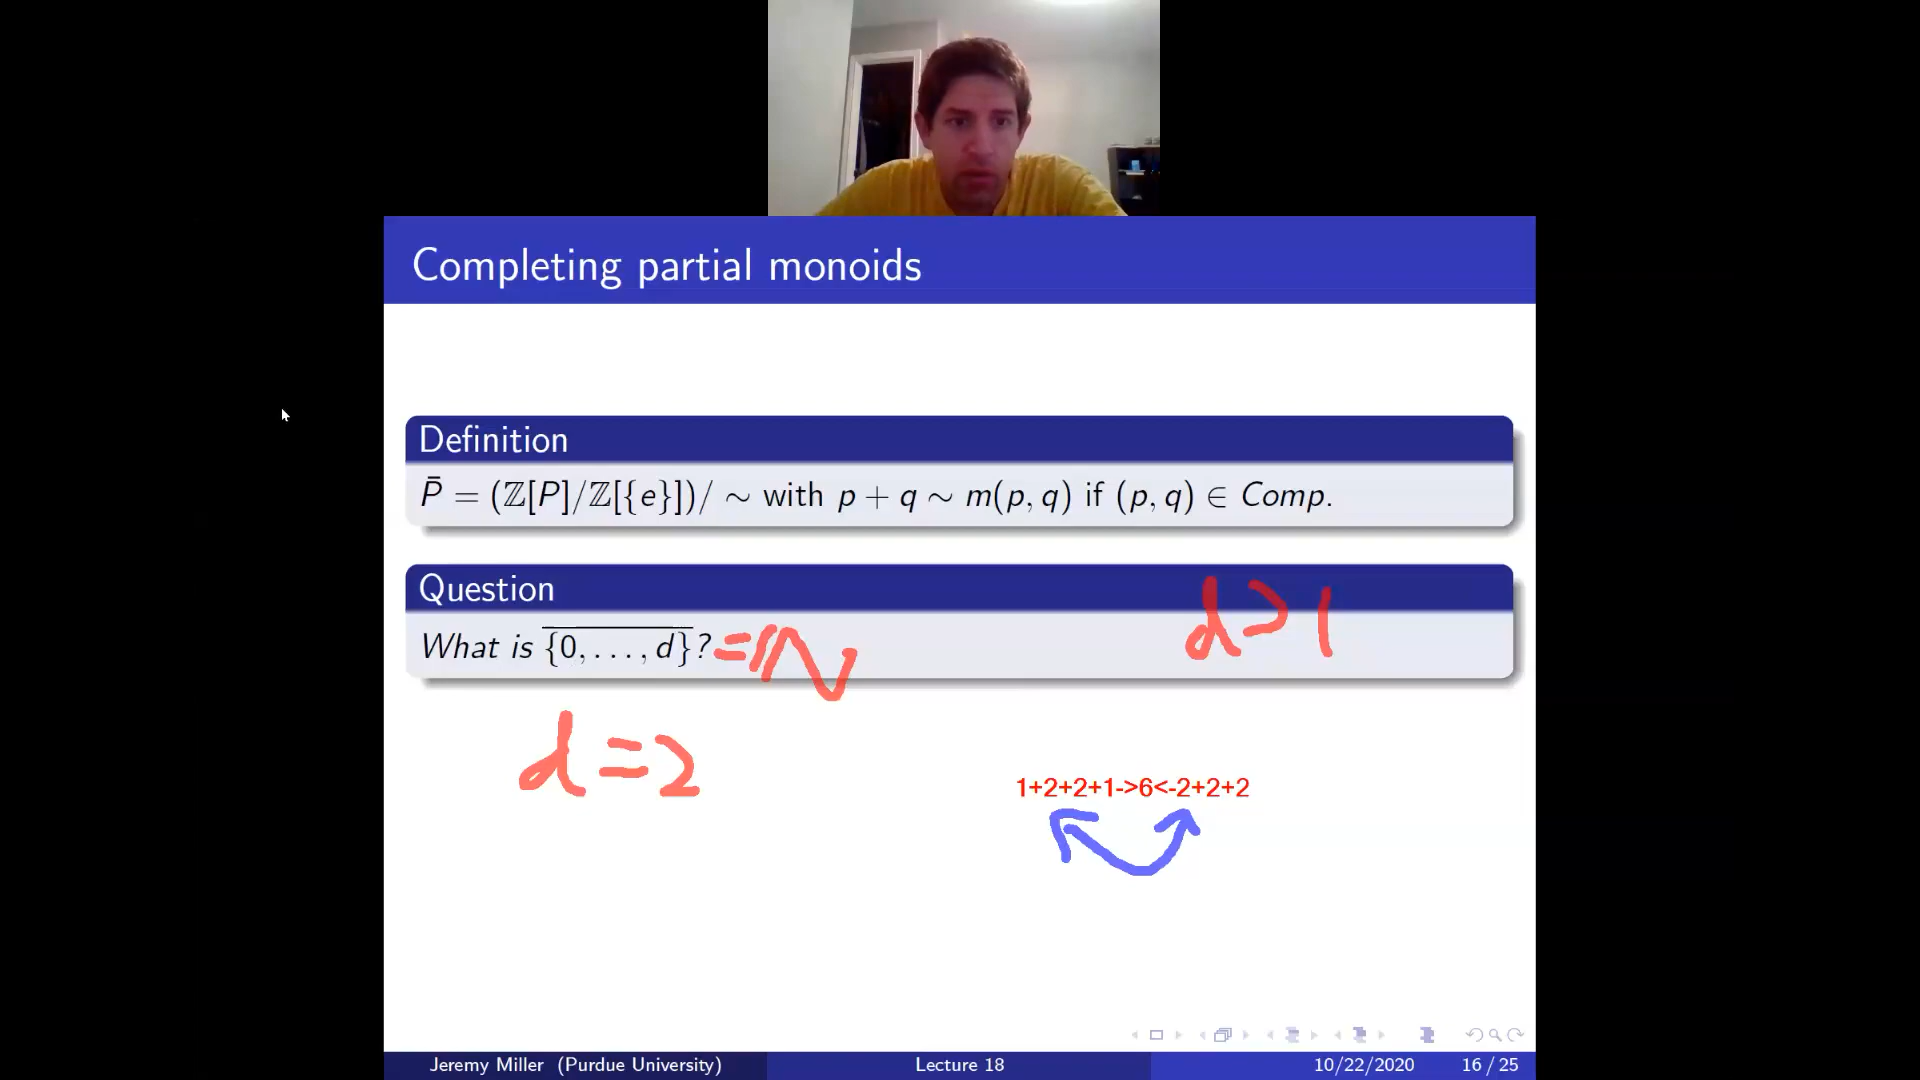 Completing partial monoids
Definition
P̄ = (ℤ[P]/ℤ[{e}])/ ∼ with p + q ∼ m(p, q) if (p, q) ∈ Comp.
Question
d > 1
What is \overline{{0, . . . , d}}? = ℕ
d = 2
1+2+2+1->6<-2+2+2
Jeremy Miller (Purdue University) Lecture 18 10/22/2020 16 / 25